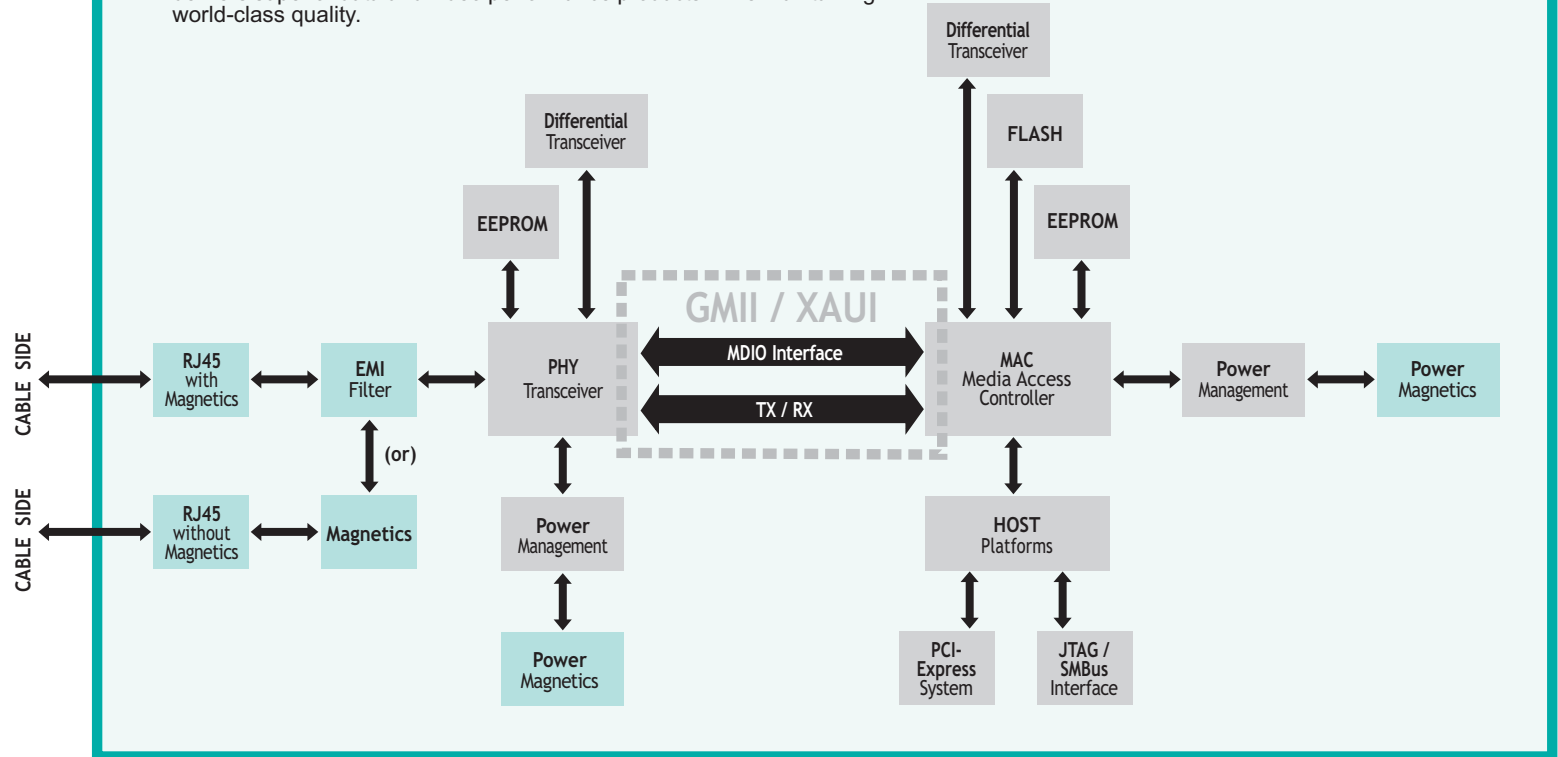 world-class quality.
Differential
Transceiver
Differential
Transceiver
FLASH
EEPROM
EEPROM
GMII / XAUI
CABLE SIDE
RJ45
with
Magnetics
EMI
Filter
PHY
Transceiver
MDIO Interface
TX / RX
MAC
Media Access
Controller
Power
Management
Power
Magnetics
(or)
CABLE SIDE
RJ45
without
Magnetics
Magnetics
Power
Management
HOST
Platforms
Power
Magnetics
PCI-
Express
System
JTAG /
SMBus
Interface